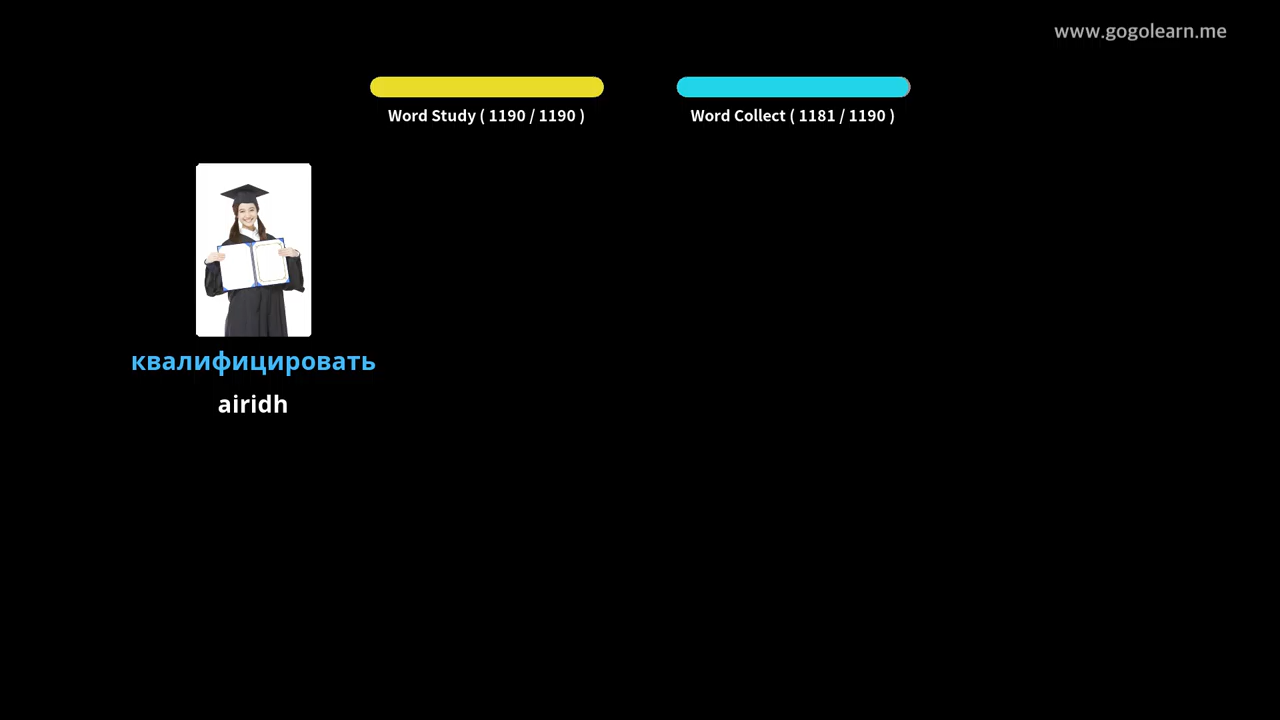 www.gogolearn.me
Word Study ( 1190 / 1190 )
Word Collect ( 1181 / 1190 )
квалифицировать
airidh